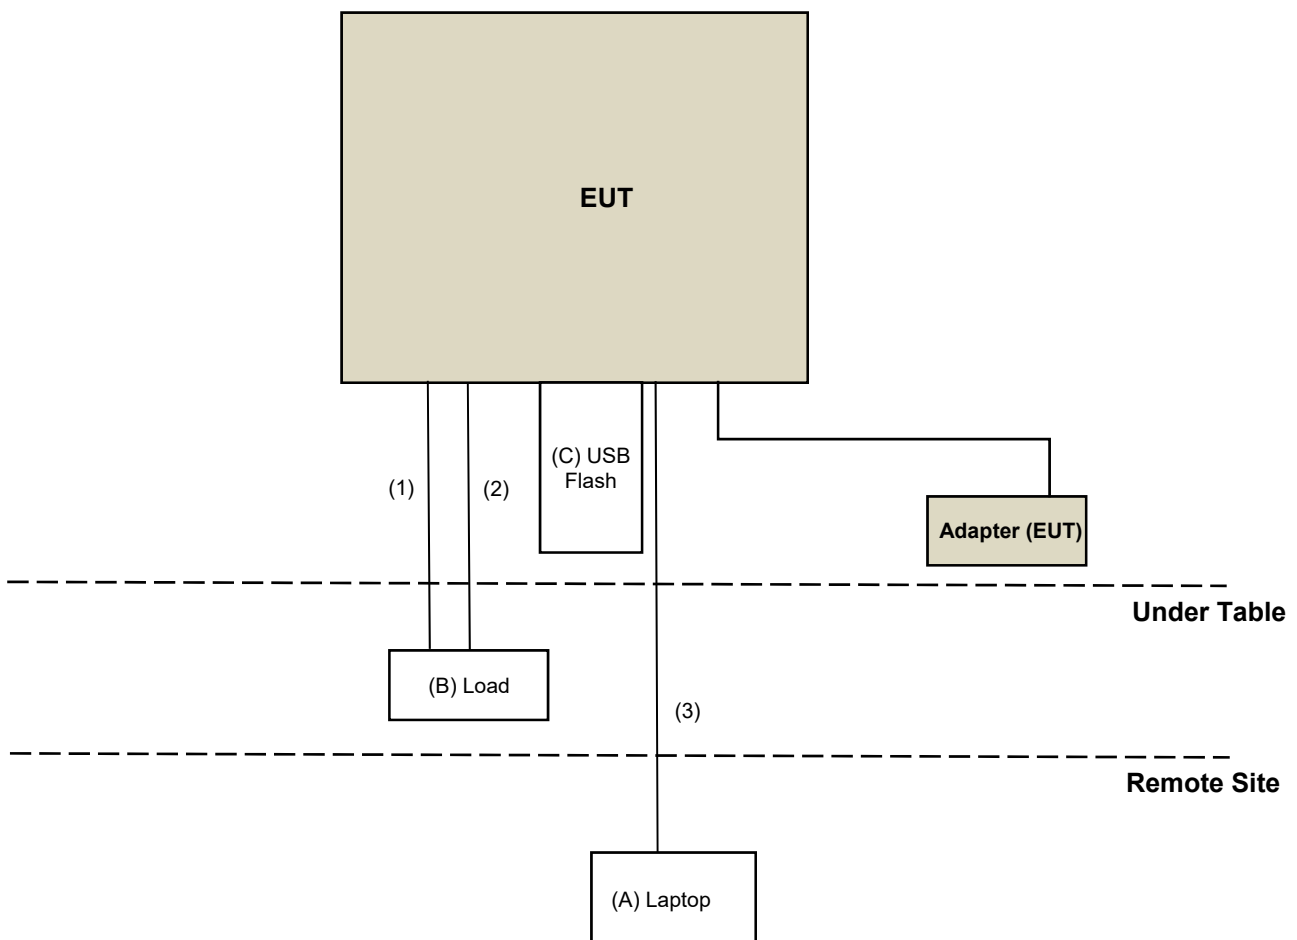 EUT
(C) USB
Flash
(1)
(2)
Adapter (EUT)
Under Table
(B) Load
(3)
Remote Site
(A) Laptop